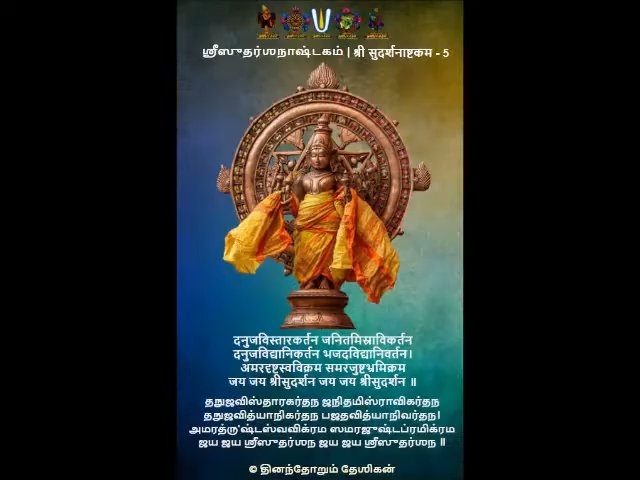 ஸ்ரீஸுதர்ஶநாஷ்டகம் | श्री सुदर्शनाष्टकम - 5
दनुजविस्तारकर्तन जनितमिस्राविकर्तन
दनुजविद्यानिकर्तन भजदविद्यानिवर्तन।
अमरदृष्टस्वविक्रम समरजुष्टभ्रमिक्रम
जय जय श्रीसुदर्शन जय जय श्रीसुदर्शन ॥
தநுஜவிஸ்தாரகர்தந ஜநிதமிஸ்ராவிகர்தந
தநுஜவித்யாநிகர்தந பஜதவித்யாநிவர்தந।
அமரத்ரு'ஷ்டஸ்வவிக்ரம ஸமரஜுஷ்டப்ரமிக்ரம
ஜய ஜய ஸ்ரீஸுதர்ஶந ஜய ஜய ஸ்ரீஸுதர்ஶந ॥
© தினந்தோறும் தேஶிகன்